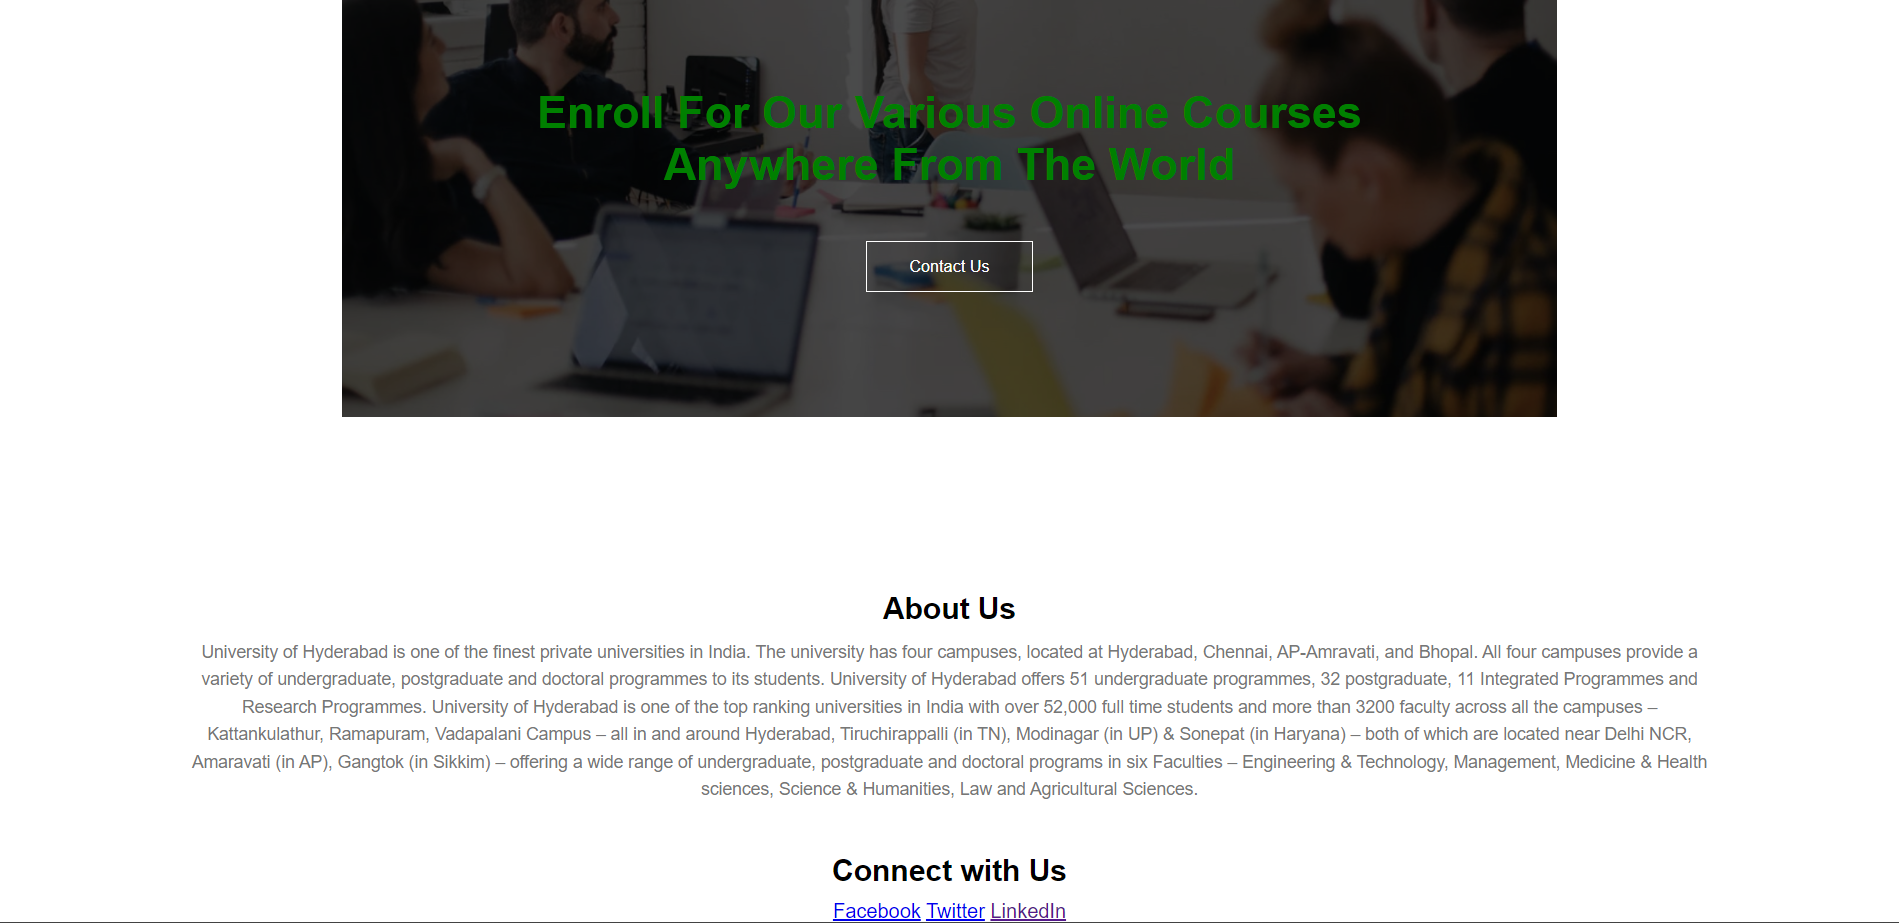 Enroll For Our Various Online Courses
Anywhere From The World
Contact Us
About Us
University of Hyderabad is one of the finest private universities in India. The university has four campuses, located at Hyderabad, Chennai, AP-Amravati, and Bhopal. All four campuses provide a
variety of undergraduate, postgraduate and doctoral programmes to its students. University of Hyderabad offers 51 undergraduate programmes, 32 postgraduate, 11 Integrated Programmes and
Research Programmes. University of Hyderabad is one of the top ranking universities in India with over 52,000 full time students and more than 3200 faculty across all the campuses –
Kattankulathur, Ramapuram, Vadapalani Campus – all in and around Hyderabad, Tiruchirappalli (in TN), Modinagar (in UP) & Sonepat (in Haryana) – both of which are located near Delhi NCR,
Amaravati (in AP), Gangtok (in Sikkim) – offering a wide range of undergraduate, postgraduate and doctoral programs in six Faculties – Engineering & Technology, Management, Medicine & Health
sciences, Science & Humanities, Law and Agricultural Sciences.
Connect with Us
Facebook Twitter LinkedIn